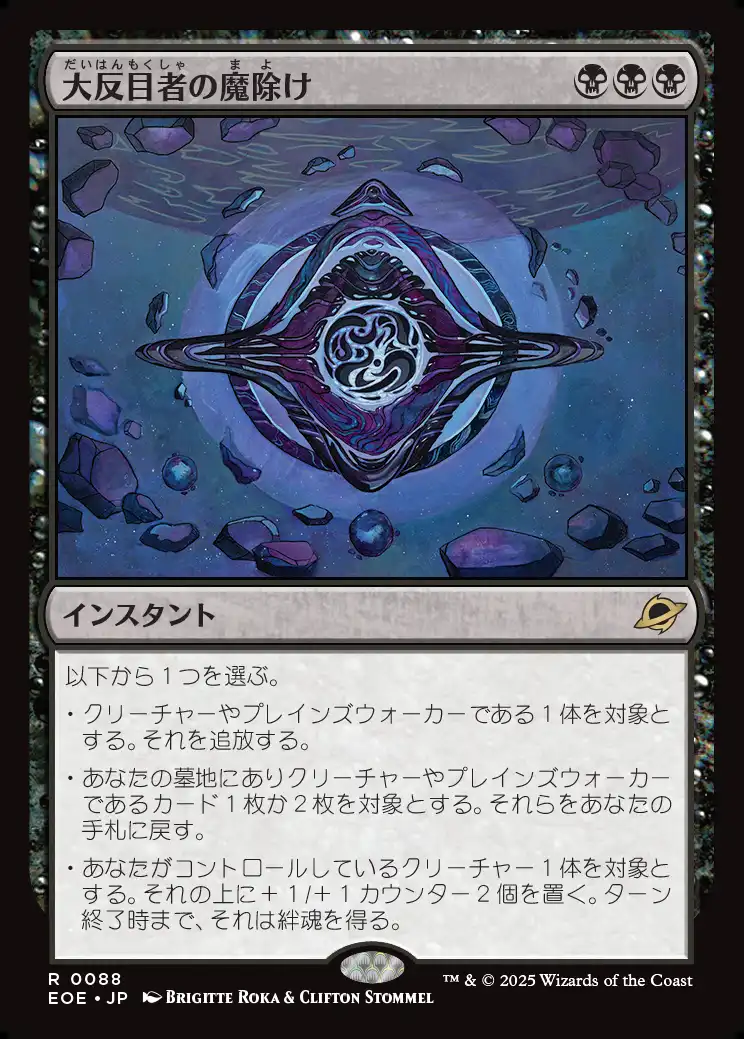 だいはんもくしゃ まよ
大反目者の魔除け
インスタント
以下から1つを選ぶ。
・クリーチャーやプレインズウォーカーである1体を対象と
する。それを追放する。
・あなたの墓地にありクリーチャーやプレインズウォーカー
であるカード1枚か2枚を対象とする。それらをあなたの
手札に戻す。
・あなたがコントロールしているクリーチャー1体を対象と
する。それの上に+1/+1カウンター2個を置く。ターン
終了時まで、それは絆魂を得る。
R 0088
EOE • JP BRIGITTE ROKA & CLIFTON STOMMEL
™ & © 2025 Wizards of the Coast